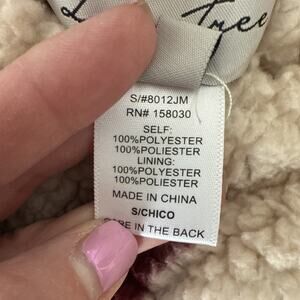 Tree
S/#8012JM
RN# 158030
SELF:
100%POLYESTER
100%POLIESTER
LINING:
100%POLYESTER
100%POLIESTER
MADE IN CHINA
S/CHICO
CARE IN THE BACK